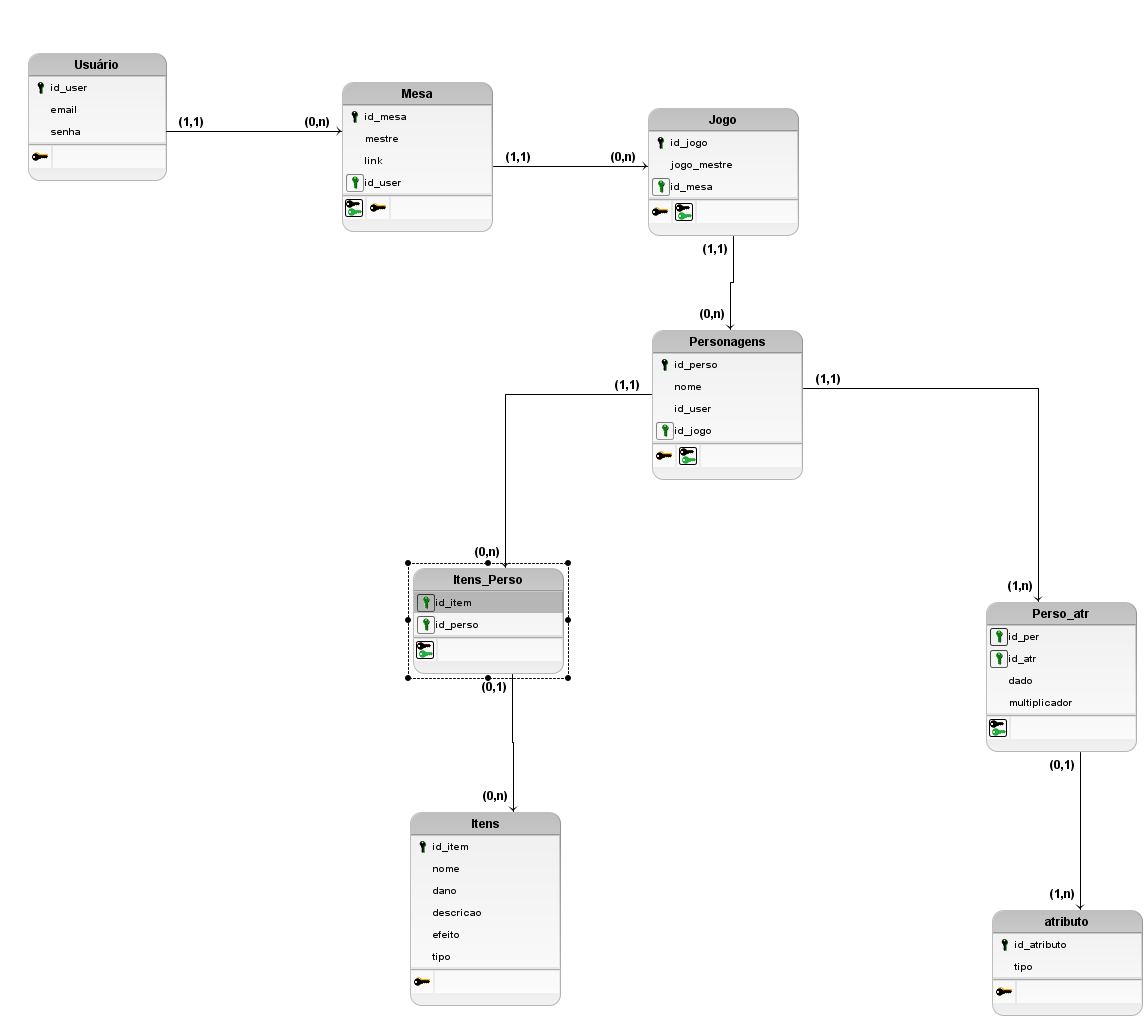 Usuário
id_user
email
senha
(1,1)
(0,n)
Mesa
id_mesa
mestre
link
id_user
(1,1)
(0,n)
Jogo
id_jogo
jogo_mestre
id_mesa
(1,1)
(0,n)
Personagens
id_perso
nome
id_user
id_jogo
(1,1)
(1,1)
(0,n)
Itens_Perso
id_item
id_perso
(0,1)
(0,n)
Itens
id_item
nome
dano
descricao
efeito
tipo
(1,n)
Perso_atr
id_per
id_atr
dado
multiplicador
(0,1)
(1,n)
atributo
id_atributo
tipo